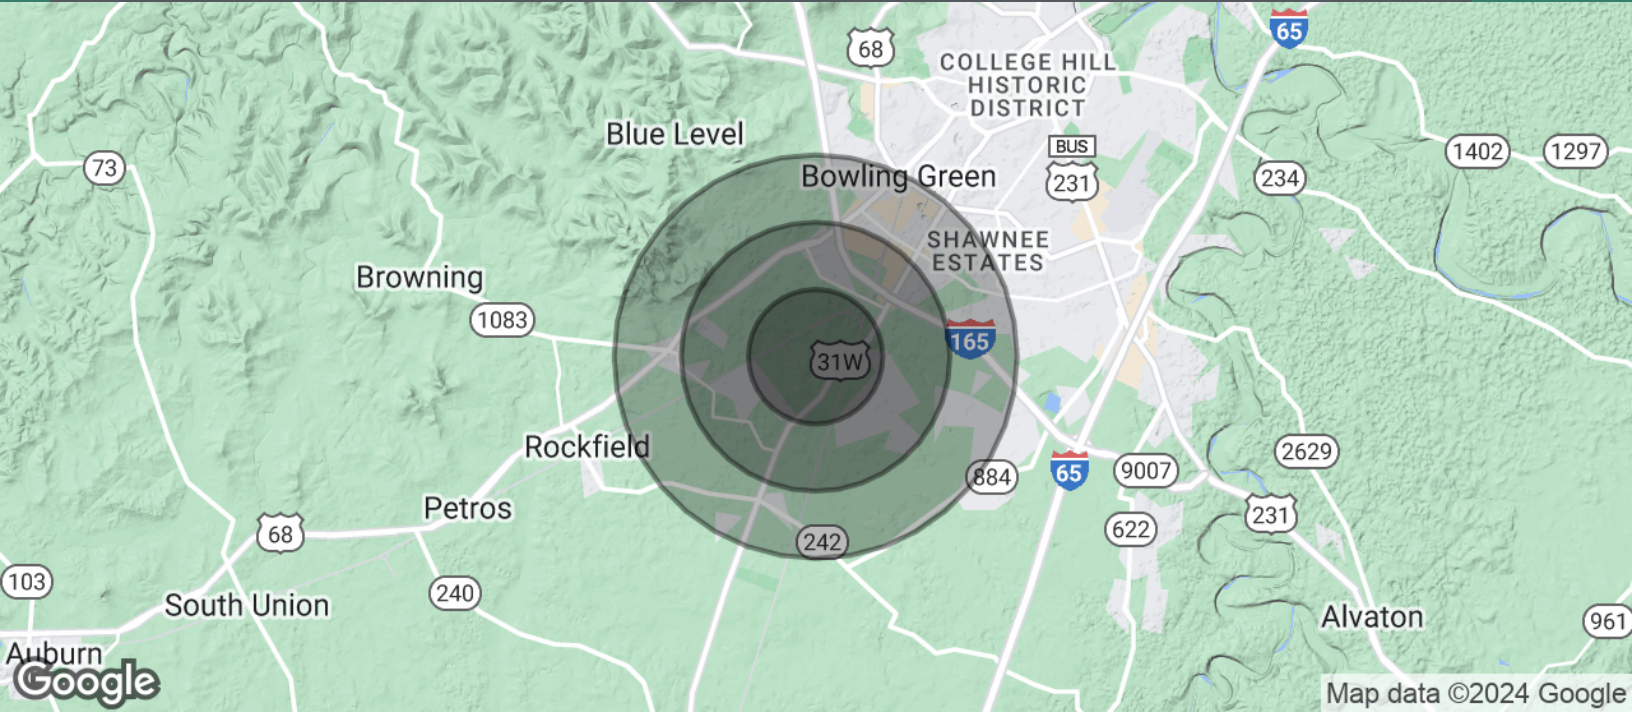 65
68
COLLEGE HILL
HISTORIC
DISTRICT
Blue Level
BUS
231
1402
1297
73
Bowling Green
234
SHAWNEE
ESTATES
Browning
1083
165
31W
Rockfield
884
65
9007
2629
Petros
68
231
622
242
103
240
South Union
Alvaton
961
Auburn
Google
Map data ©2024 Google